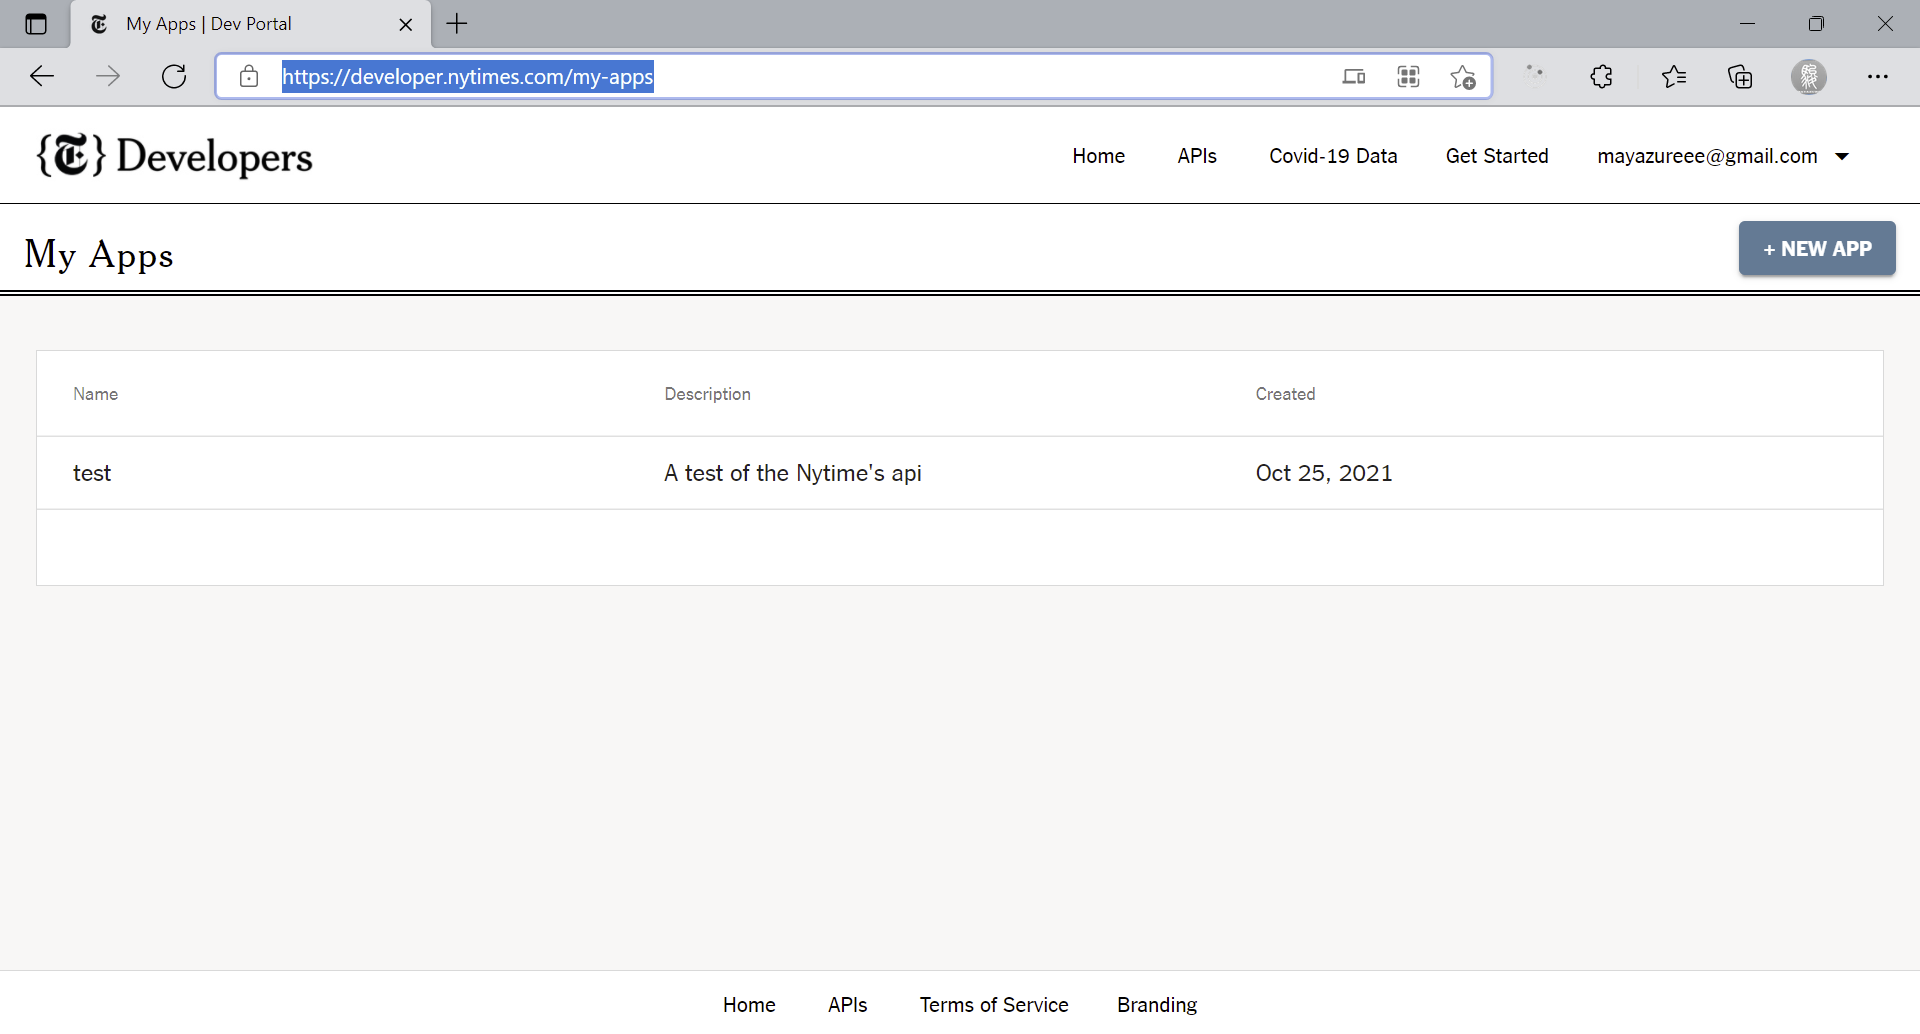 My Apps | Dev Portal
https://developer.nytimes.com/my-apps
{T} Developers
Home APIs Covid-19 Data Get Started mayazureee@gmail.com
My Apps
+ NEW APP
Name Description Created
test A test of the Nytime's api Oct 25, 2021
Home APIs Terms of Service Branding